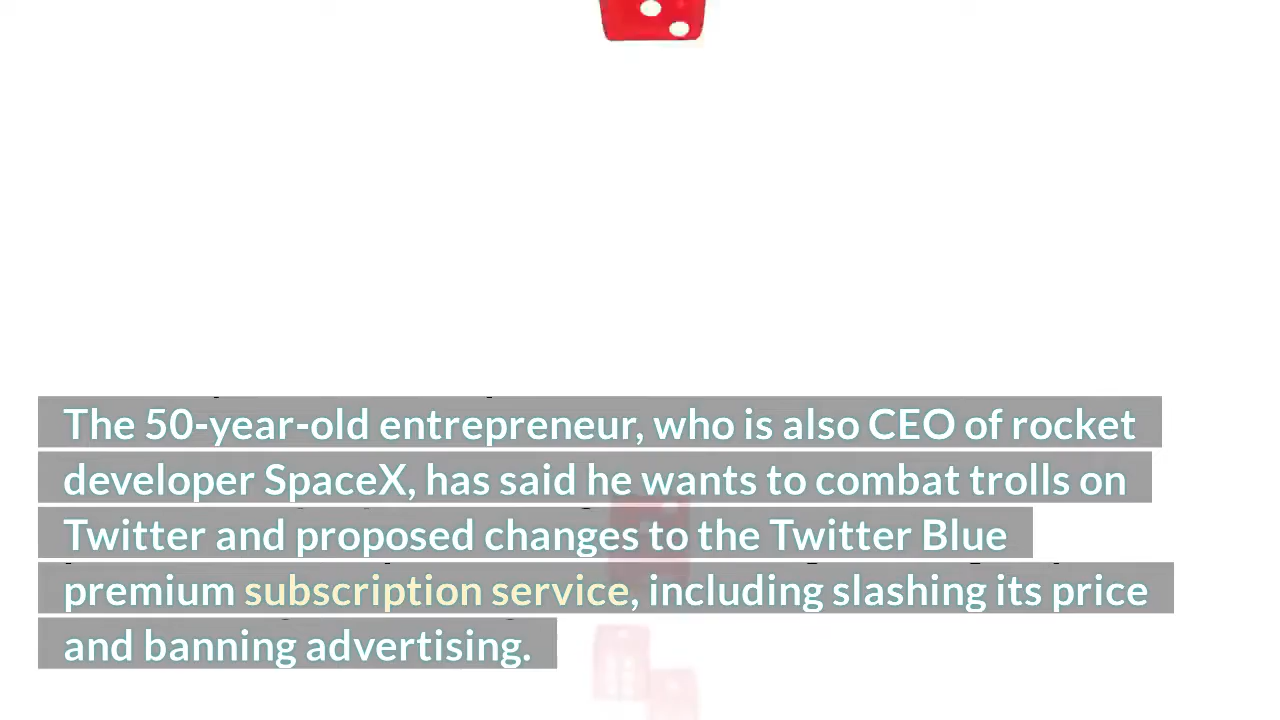 The 50-year-old entrepreneur, who is also CEO of rocket
developer SpaceX, has said he wants to combat trolls on
Twitter and proposed changes to the Twitter Blue
premium subscription service, including slashing its price
and banning advertising.